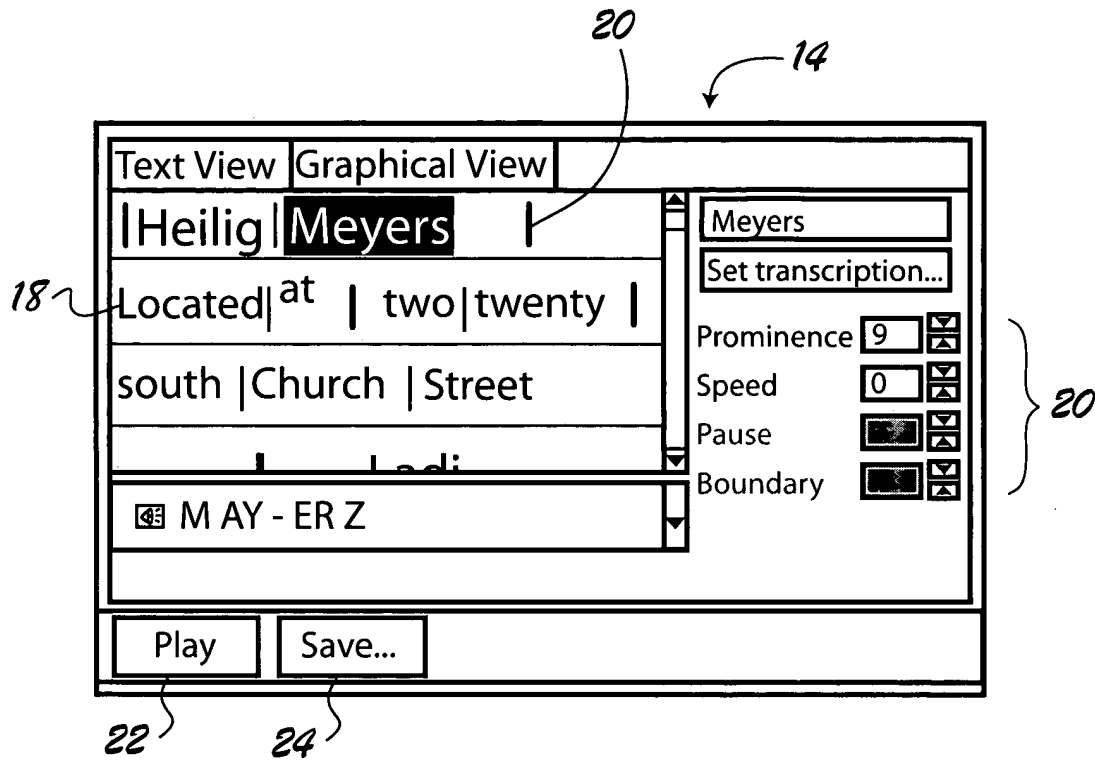 20
14
Text View Graphical View
|Heilig| Meyers |
Meyers
Set transcription...
18 Located| at | two|twenty |
Prominence 9
Speed 0
20
south |Church |Street
Pause
Boundary
M AY - ER Z
Play Save...
22 24